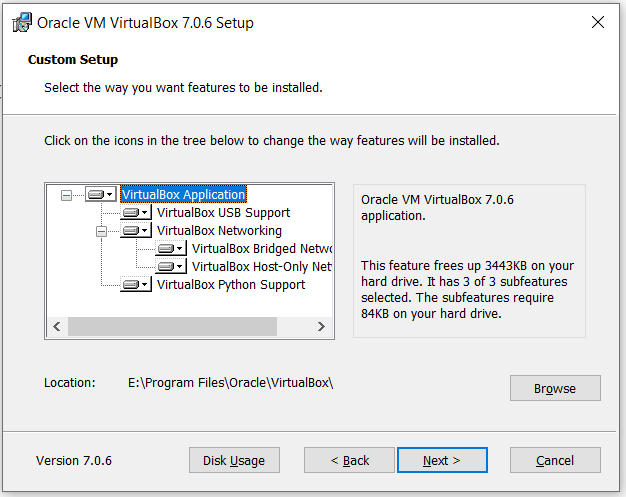 Oracle VM VirtualBox 7.0.6 Setup
Custom Setup
Select the way you want features to be installed.
Click on the icons in the tree below to change the way features will be installed.
VirtualBox Application
VirtualBox USB Support
VirtualBox Networking
VirtualBox Bridged Netwo
VirtualBox Host-Only Net
VirtualBox Python Support
Oracle VM VirtualBox 7.0.6
application.
This feature frees up 3443KB on your
hard drive. It has 3 of 3 subfeatures
selected. The subfeatures require
84KB on your hard drive.
Location: E:\Program Files\Oracle\VirtualBox\
Browse
Version 7.0.6 Disk Usage < Back Next > Cancel